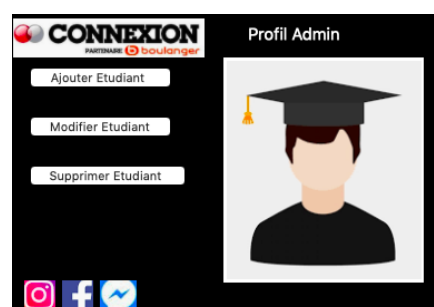 CONNEXION
PARTENAIRE boulanger
Profil Admin
Ajouter Etudiant
Modifier Etudiant
Supprimer Etudiant